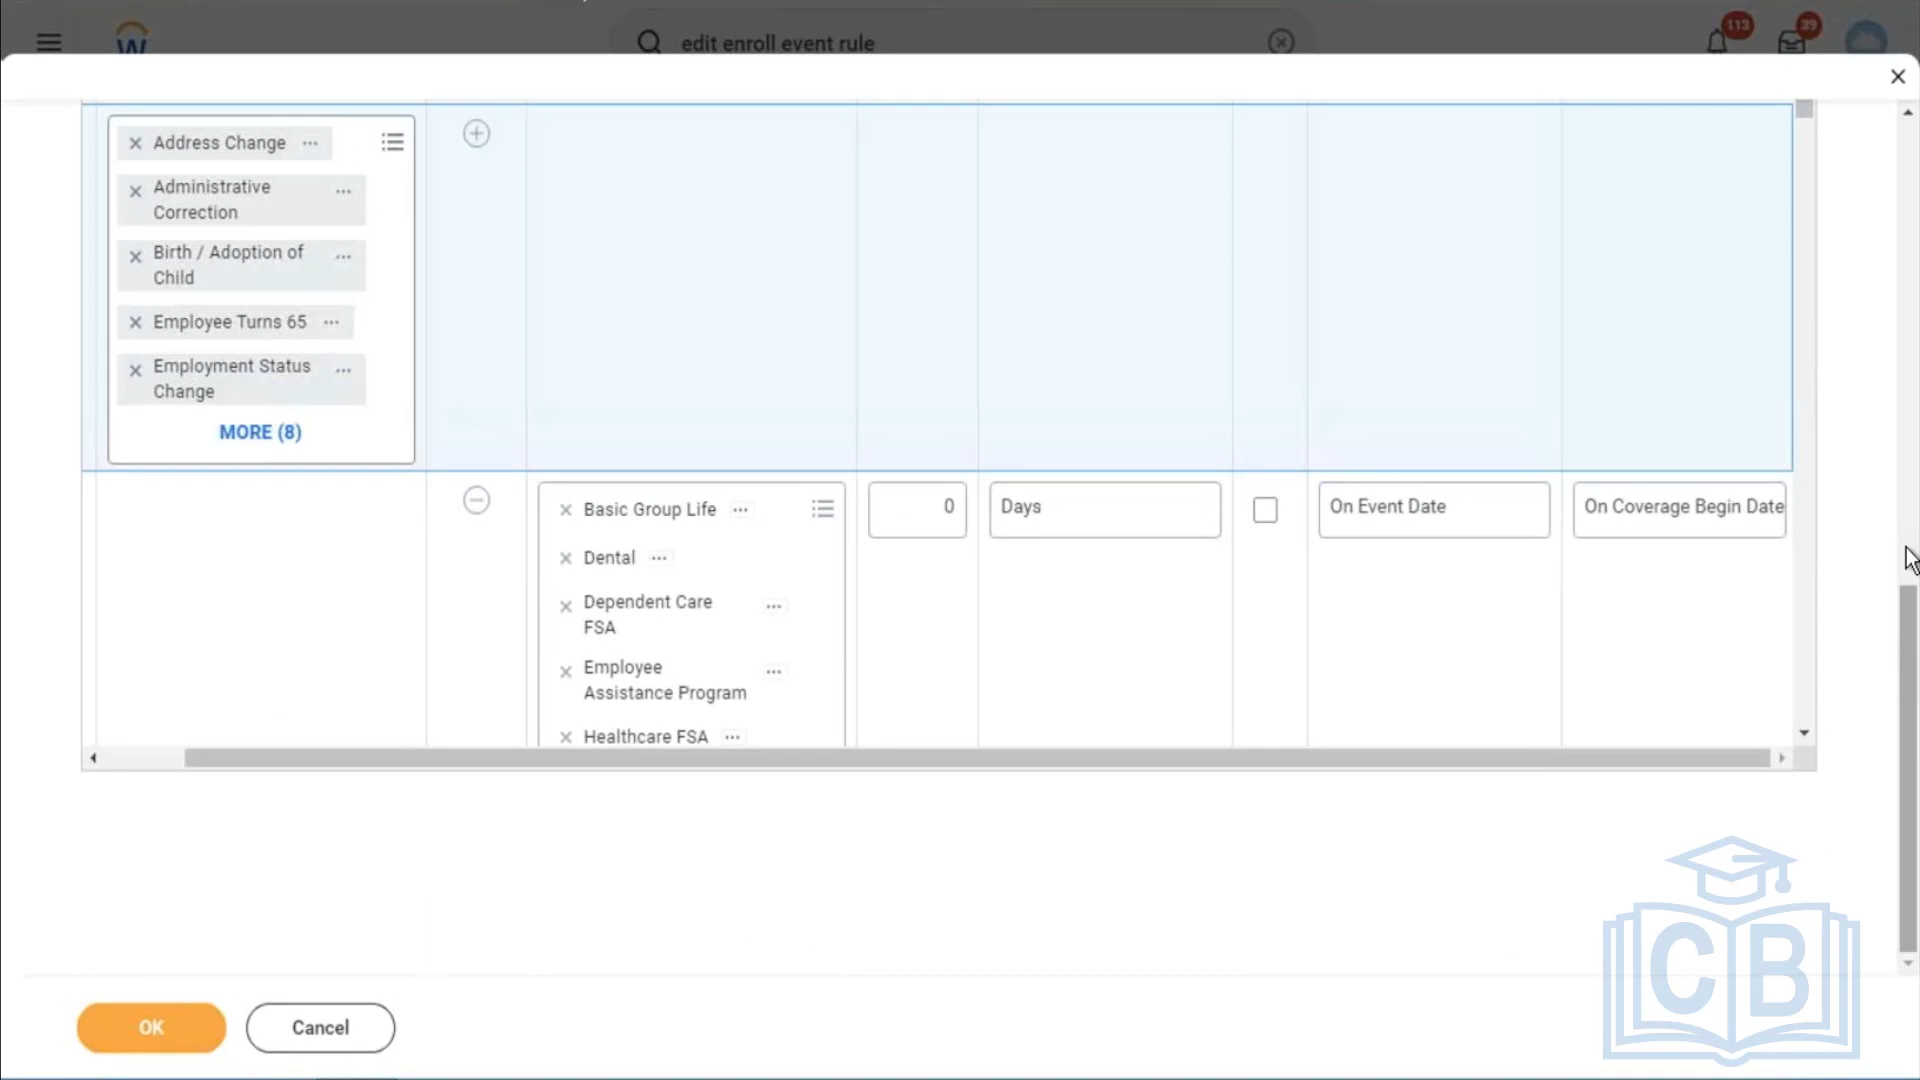 W
edit enroll event rule
113
39
Address Change
Administrative
Correction
Birth / Adoption of
Child
Employee Turns 65
Employment Status
Change
MORE (8)
Basic Group Life
0
Days
On Event Date
On Coverage Begin Date
Dental
Dependent Care
FSA
Employee
Assistance Program
Healthcare FSA
OK
Cancel
CB